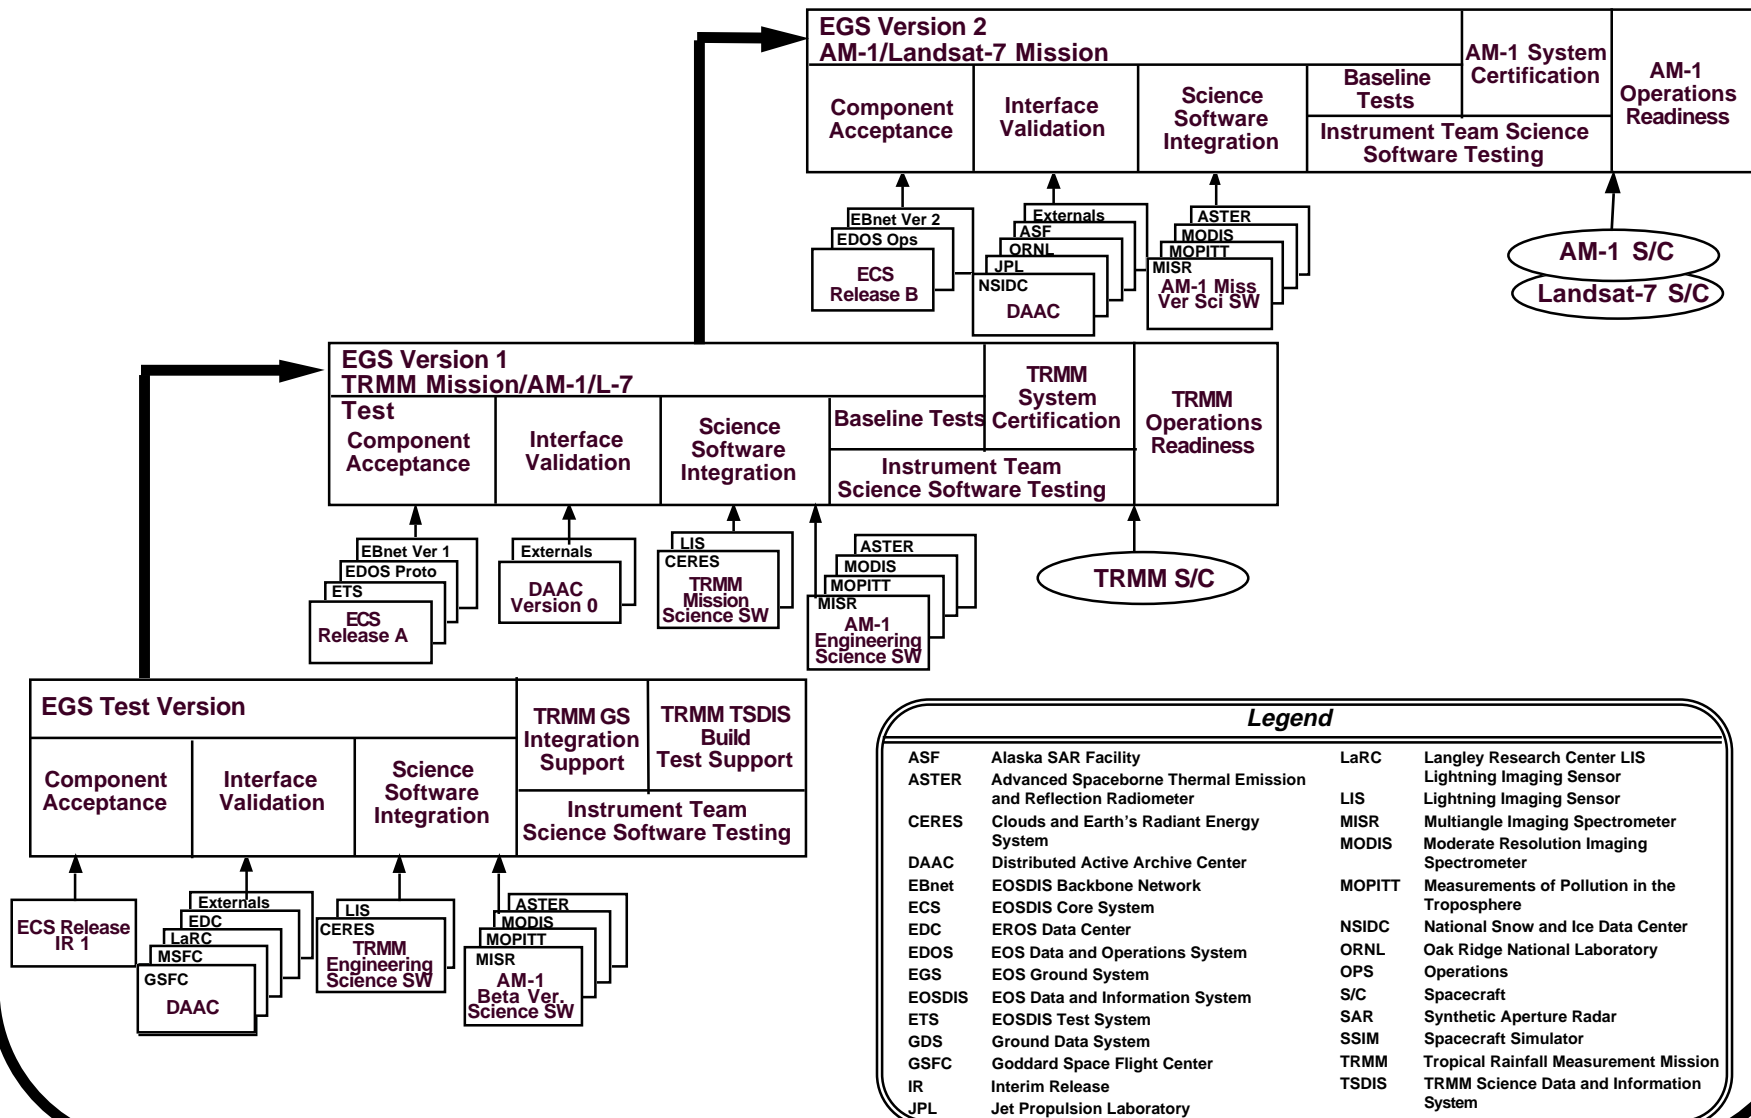 EGS Version 2
AM-1/Landsat-7 Mission
Component
Acceptance
Interface
Validation
Science
Software
Integration
Baseline
Tests
AM-1 System
Certification
AM-1
Operations
Readiness
Instrument Team Science
Software Testing
EBnet Ver 2
EDOS Ops
ECS
Release B
Externals
ASF
ORNL
JPL
NSIDC
DAAC
ASTER
MODIS
MOPITT
MISR
AM-1 Miss
Ver Sci SW
AM-1 S/C
Landsat-7 S/C
EGS Version 1
TRMM Mission/AM-1/L-7
Test
Component
Acceptance
Interface
Validation
Science
Software
Integration
Baseline Tests
TRMM
System
Certification
TRMM
Operations
Readiness
Instrument Team
Science Software Testing
EBnet Ver 1
EDOS Proto
ETS
ECS
Release A
Externals
DAAC
Version 0
LIS
CERES
TRMM
Mission
Science SW
ASTER
MODIS
MOPITT
MISR
AM-1
Engineering
Science SW
TRMM S/C
EGS Test Version
Component
Acceptance
Interface
Validation
Science
Software
Integration
TRMM GS
Integration
Support
TRMM TSDIS
Build
Test Support
Instrument Team
Science Software Testing
ECS Release
IR 1
Externals
EDC
LaRC
MSFC
GSFC
DAAC
LIS
CERES
TRMM
Engineering
Science SW
ASTER
MODIS
MOPITT
MISR
AM-1
Beta Ver.
Science SW
Legend
ASF Alaska SAR Facility
ASTER Advanced Spaceborne Thermal Emission
and Reflection Radiometer
CERES Clouds and Earth's Radiant Energy
System
DAAC Distributed Active Archive Center
EBnet EOSDIS Backbone Network
ECS EOSDIS Core System
EDC EROS Data Center
EDOS EOS Data and Operations System
EGS EOS Ground System
EOSDIS EOS Data and Information System
ETS EOSDIS Test System
GDS Ground Data System
GSFC Goddard Space Flight Center
IR Interim Release
JPL Jet Propulsion Laboratory
LaRC Langley Research Center LIS
Lightning Imaging Sensor
LIS Lightning Imaging Sensor
MISR Multiangle Imaging Spectrometer
MODIS Moderate Resolution Imaging
Spectrometer
MOPITT Measurements of Pollution in the
Troposphere
NSIDC National Snow and Ice Data Center
ORNL Oak Ridge National Laboratory
OPS Operations
S/C Spacecraft
SAR Synthetic Aperture Radar
SSIM Spacecraft Simulator
TRMM Tropical Rainfall Measurement Mission
TSDIS TRMM Science Data and Information
System